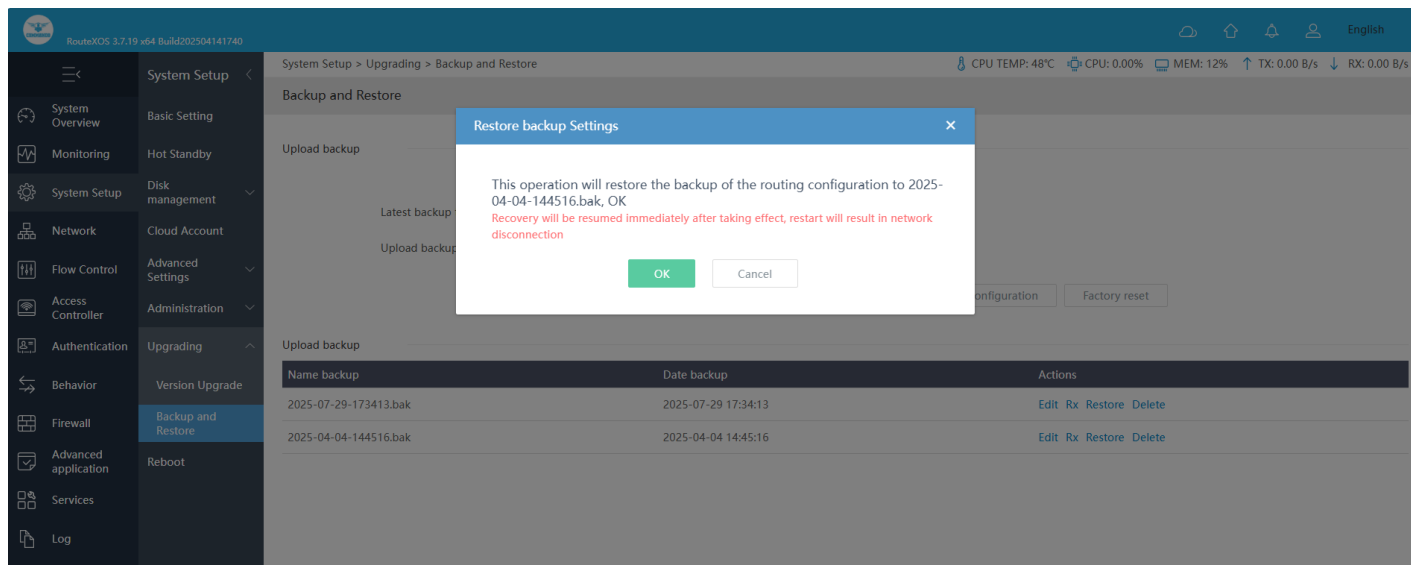 RouteXOS 3.7.19 x64 Build202504141740
English
System Setup
System Setup > Upgrading > Backup and Restore
CPU TEMP: 48°C CPU: 0.00% MEM: 12% TX: 0.00 B/s RX: 0.00 B/s
Backup and Restore
System
Overview
Monitoring
System Setup
Network
Flow Control
Access
Controller
Authentication
Behavior
Firewall
Advanced
application
Services
Log
Basic Setting
Hot Standby
Disk
management
Cloud Account
Advanced
Settings
Administration
Upgrading
Version Upgrade
Backup and
Restore
Reboot
Upload backup
Latest backup
Upload backup
onfiguration
Factory reset
Restore backup Settings
This operation will restore the backup of the routing configuration to 2025-
04-04-144516.bak, OK
Recovery will be resumed immediately after taking effect, restart will result in network
disconnection
OK
Cancel
Upload backup
Name backup Date backup Actions
2025-07-29-173413.bak 2025-07-29 17:34:13 Edit Rx Restore Delete
2025-04-04-144516.bak 2025-04-04 14:45:16 Edit Rx Restore Delete